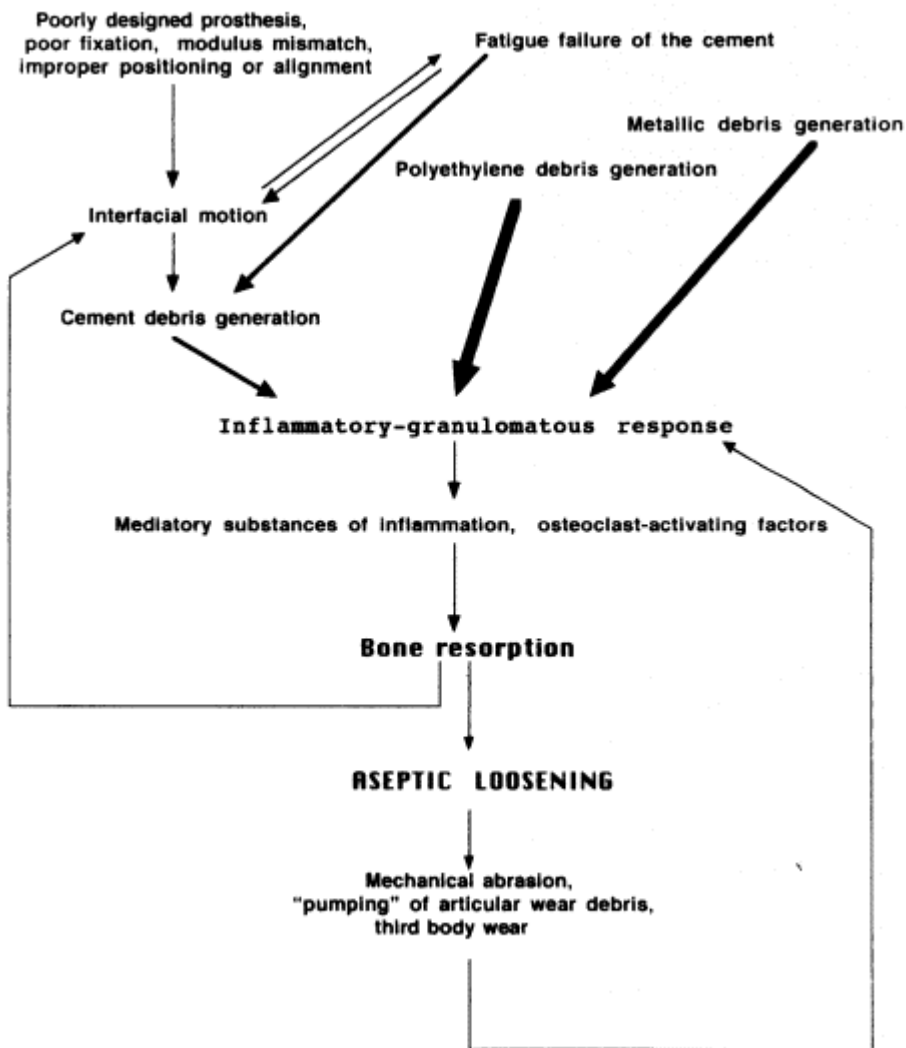 Poorly designed prosthesis,
poor fixation, modulus mismatch,
improper positioning or alignment
Fatigue failure of the cement
Metallic debris generation
Polyethylene debris generation
Interfacial motion
Cement debris generation
Inflammatory-granulomatous response
Mediatory substances of inflammation, osteoclast-activating factors
Bone resorption
ASEPTIC LOOSENING
Mechanical abrasion,
"pumping" of articular wear debris,
third body wear